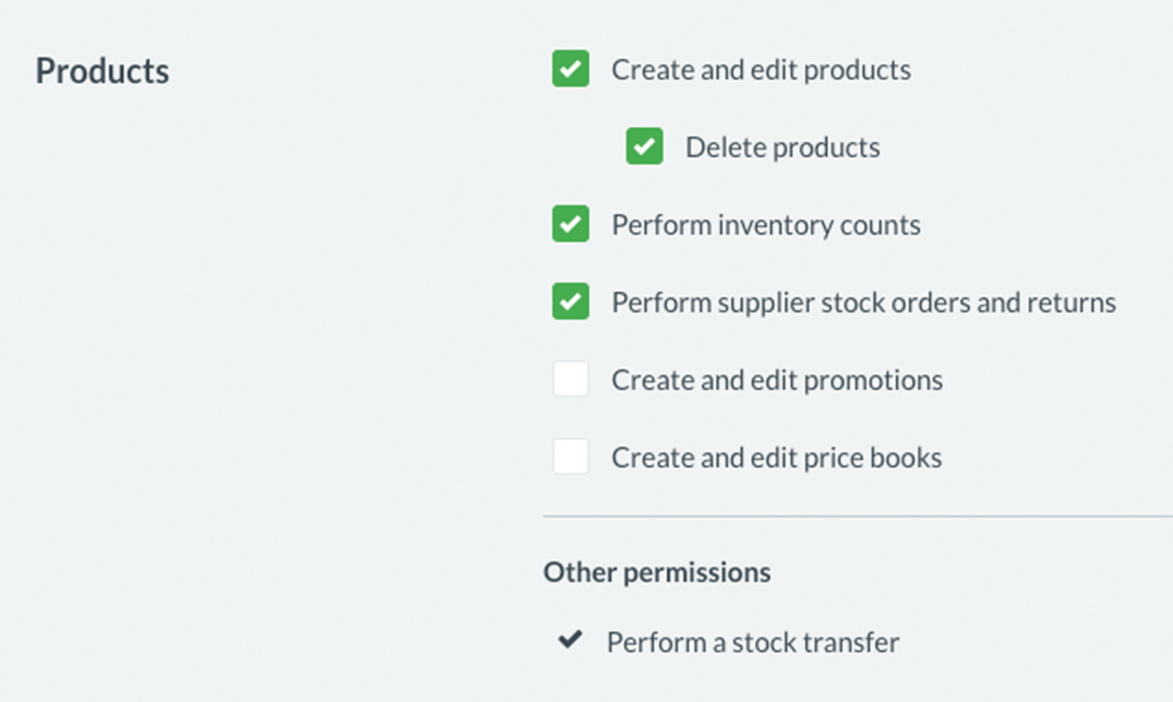 Products
Create and edit products
Delete products
Perform inventory counts
Perform supplier stock orders and returns
Create and edit promotions
Create and edit price books
Other permissions
Perform a stock transfer